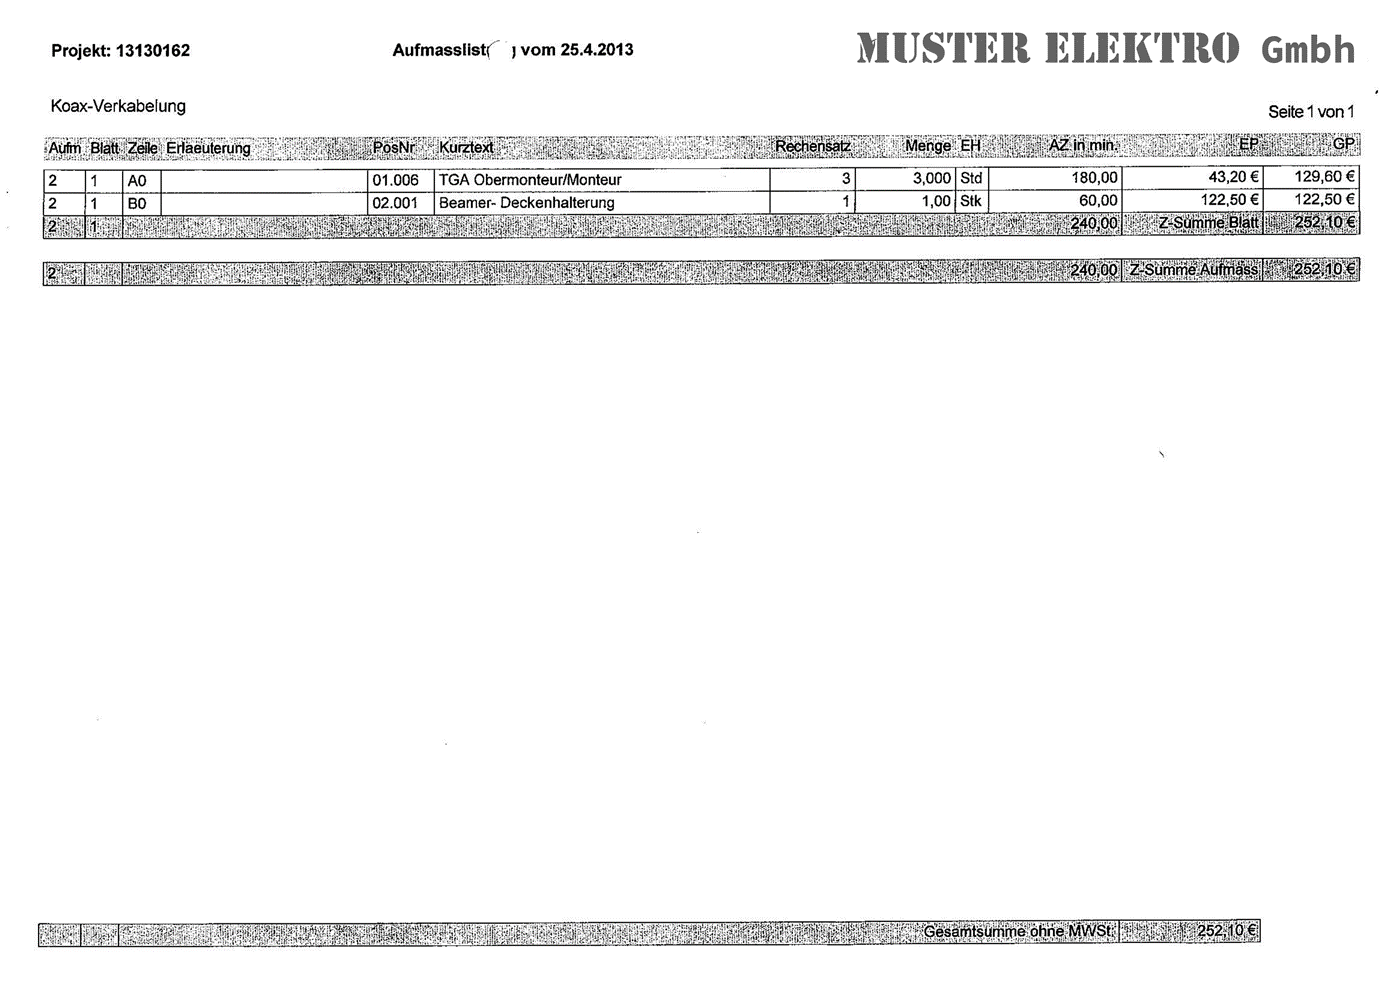 Projekt: 13130162 Aufmasslist vom 25.4.2013 MUSTER ELEKTRO Gmbh
Koax-Verkabelung
Seite 1 von 1
Aufm Blatt Zeile Erlaeuterung PosNr Kurztext Rechensatz Menge EH AZ in min. EP GP
2 1 A0 01.006 TGA Obermonteur/Monteur 3 3,000 Std 180,00 43,20 € 129,60 €
2 1 B0 02.001 Beamer- Deckenhalterung 1 1,00 Stk 60,00 122,50 € 122,50 €
2 1 240,00 Z-Summe Blatt 252,10 €
2 240,00 Z-Summe Aufmass 252,10 €
Gesamtsumme ohne MWSt. 252,10 €